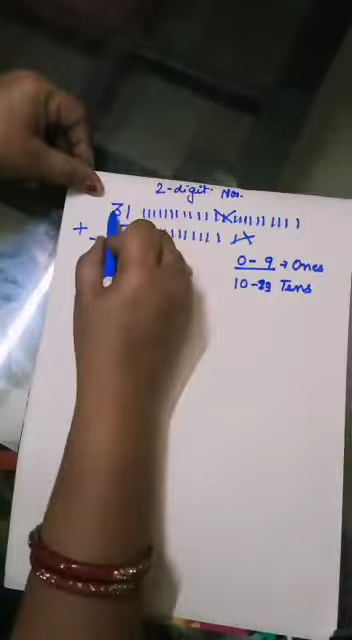 2-digit Nos.
31
+
0-9 → Ones
10-99 Tens